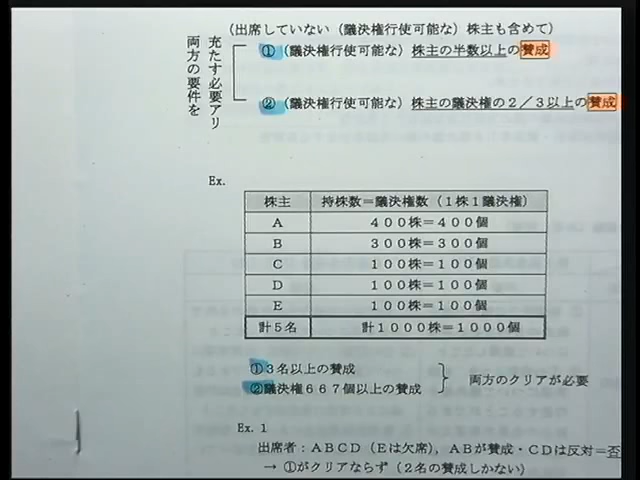 （出席していない（議決権行使可能な）株主も含めて）
両方の要件を
充たす必要アリ
①（議決権行使可能な）株主の半数以上の賛成
②（議決権行使可能な）株主の議決権の２／３以上の賛成
Ex.
株主 持株数＝議決権数（１株１議決権）
A ４００株＝４００個
B ３００株＝３００個
C １００株＝１００個
D １００株＝１００個
E １００株＝１００個
計５名 計１０００株＝１０００個
①３名以上の賛成
②議決権６６７個以上の賛成
両方のクリアが必要
Ex. 1
出席者：ＡＢＣＤ（Ｅは欠席），ＡＢが賛成・ＣＤは反対＝否
→ ①がクリアならず（２名の賛成しかない）